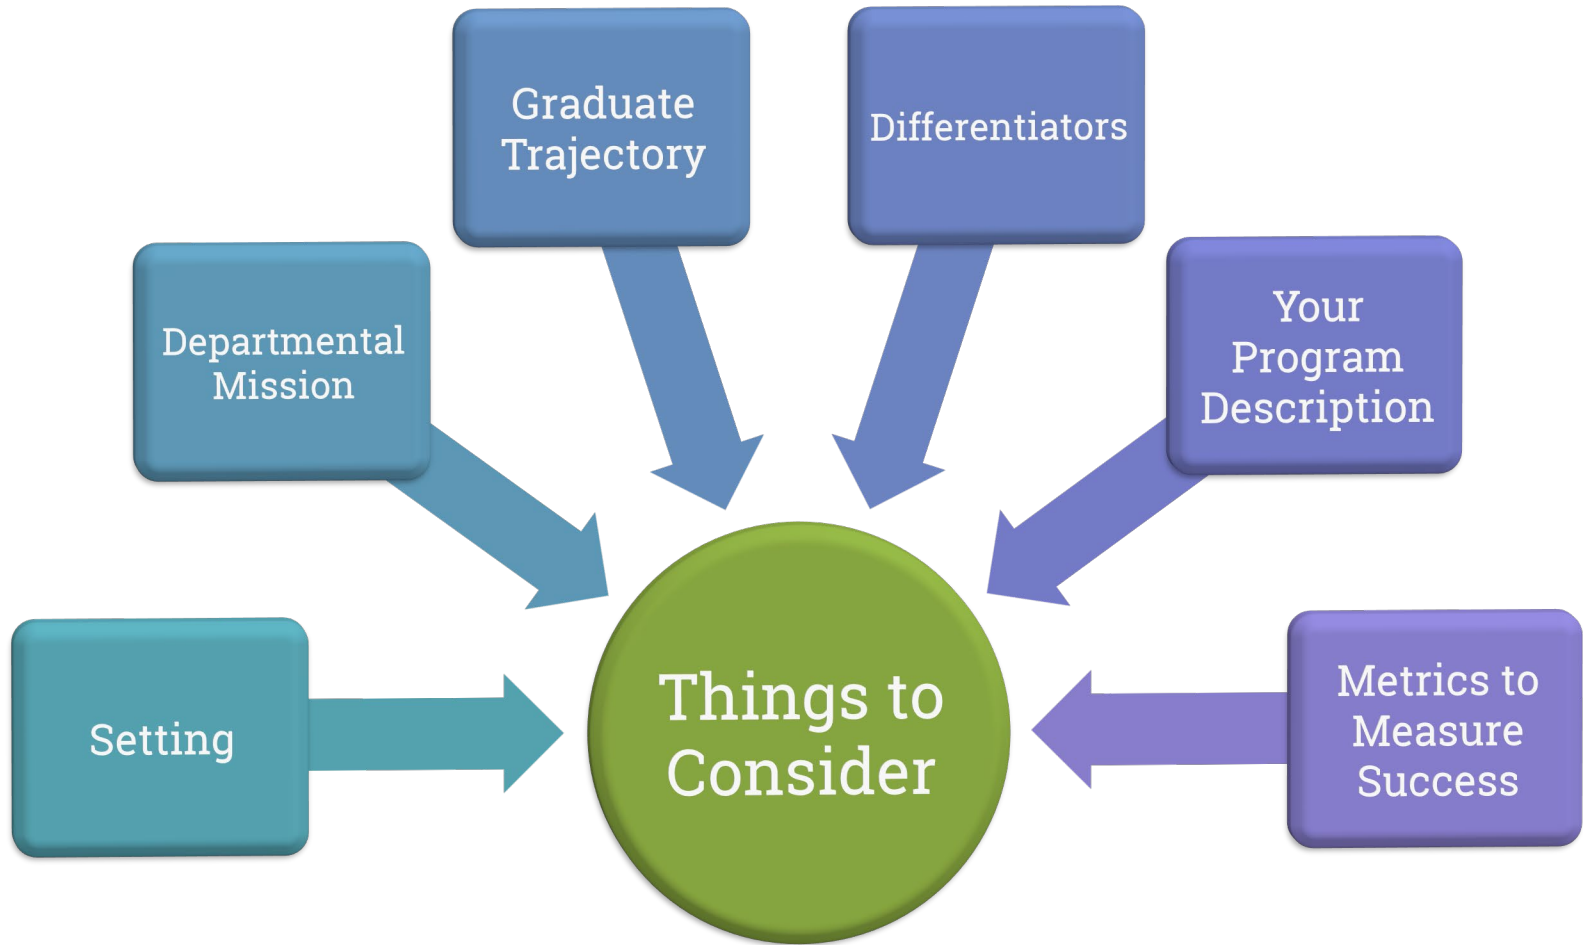 Graduate
Trajectory
Differentiators
Departmental
Mission
Your
Program
Description
Setting
Things to
Consider
Metrics to
Measure
Success